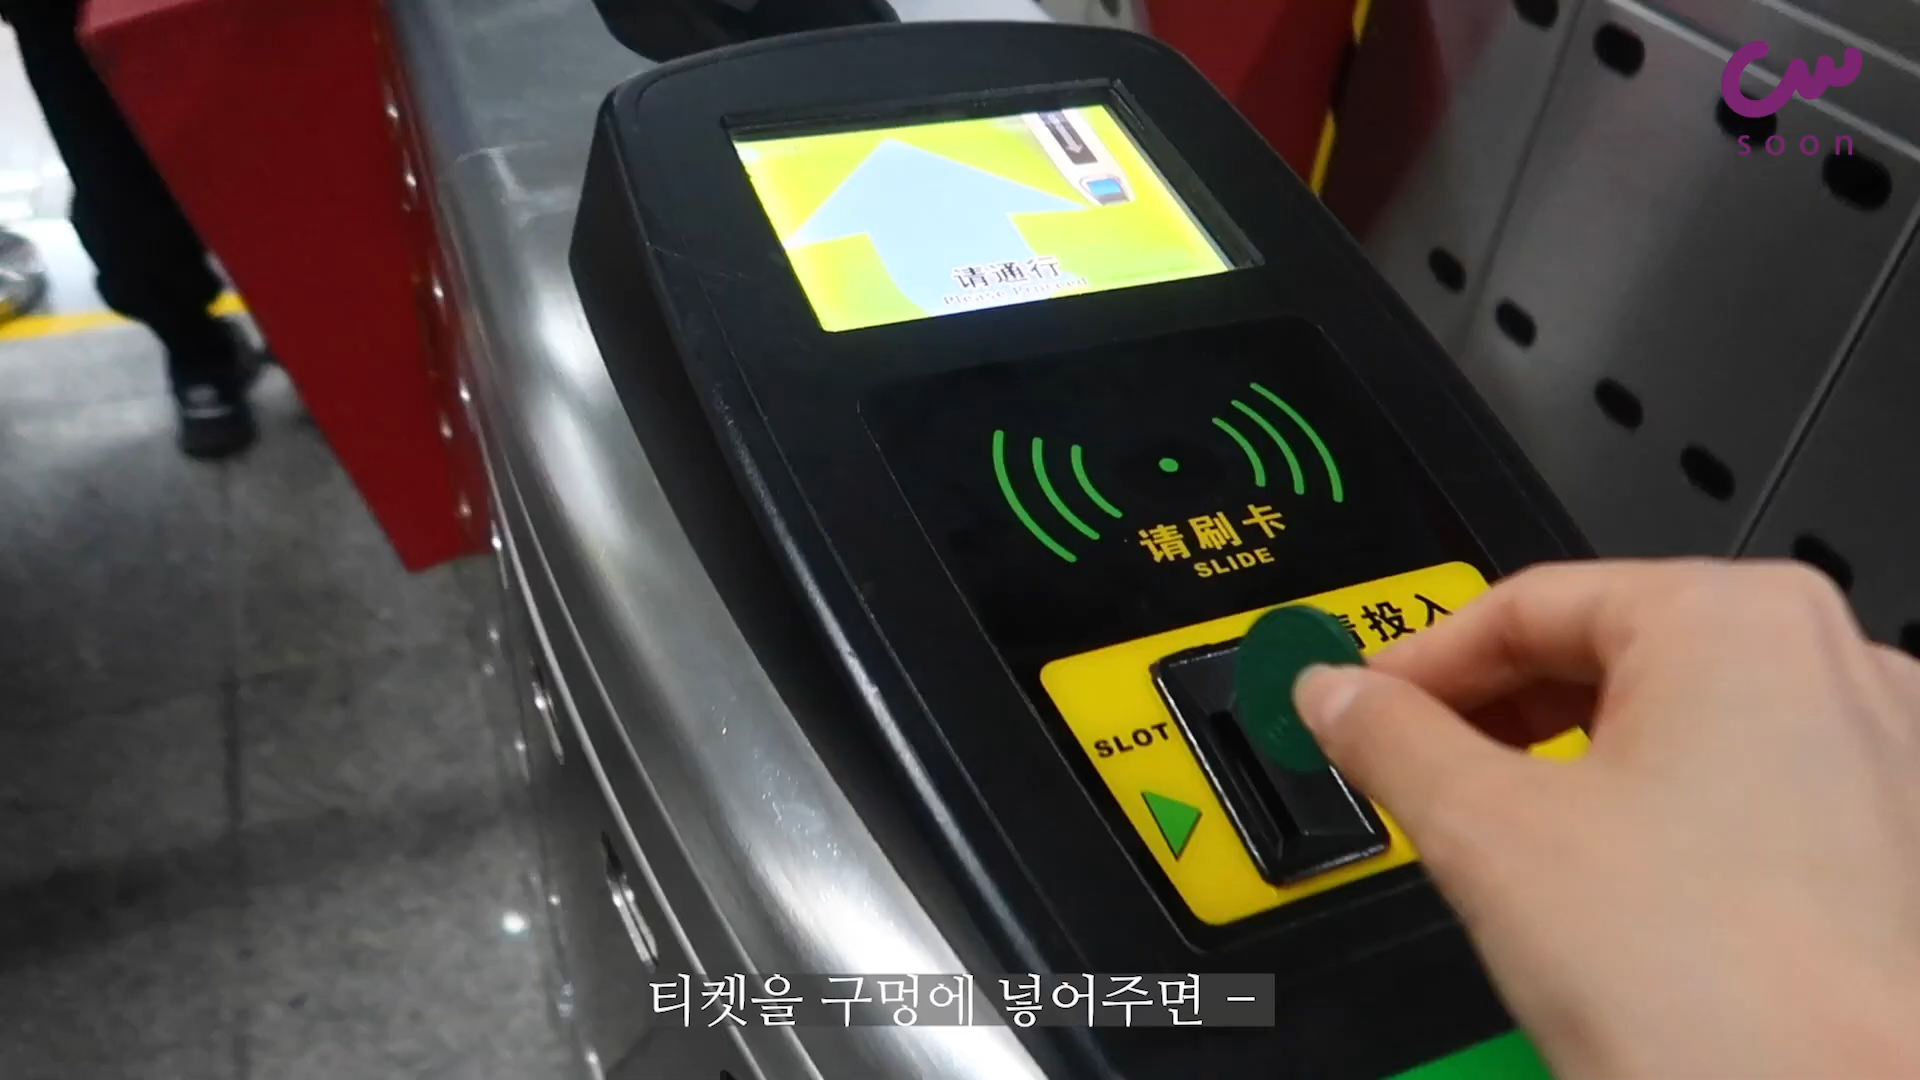 soon
请通行
Please Proceed
请刷卡
SLIDE
请投入
SLOT
티켓을 구멍에 넣어주면 -